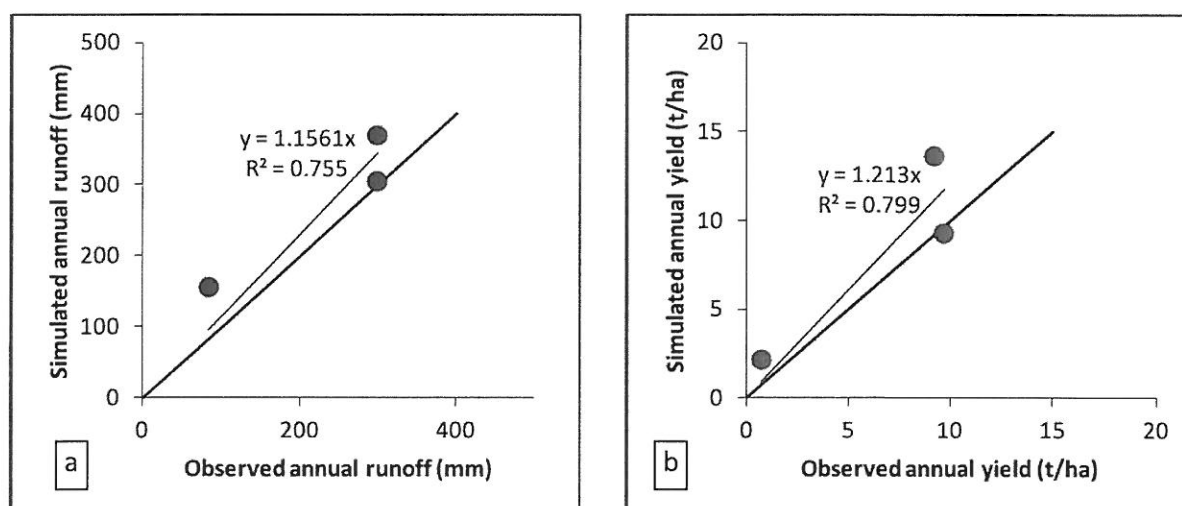 500
400
300
200
100
0
0
200
400
Simulated annual runoff (mm)
Observed annual runoff (mm)
y = 1.1561x
R² = 0.755
a
20
15
10
5
0
0
5
10
15
20
Simulated annual yield (t/ha)
Observed annual yield (t/ha)
y = 1.213x
R² = 0.799
b